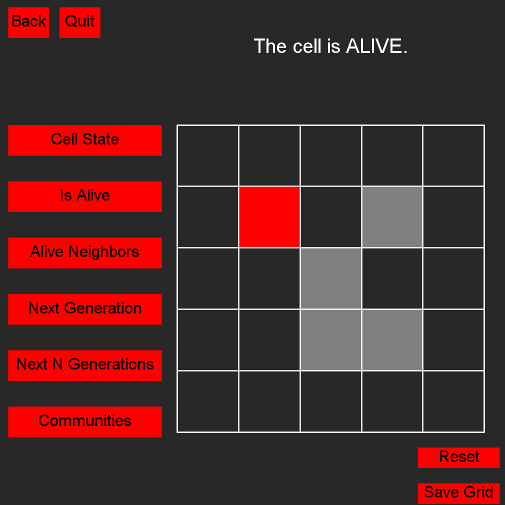 Back
Quit
The cell is ALIVE.
Cell State
Is Alive
Alive Neighbors
Next Generation
Next N Generations
Communities
Reset
Save Grid